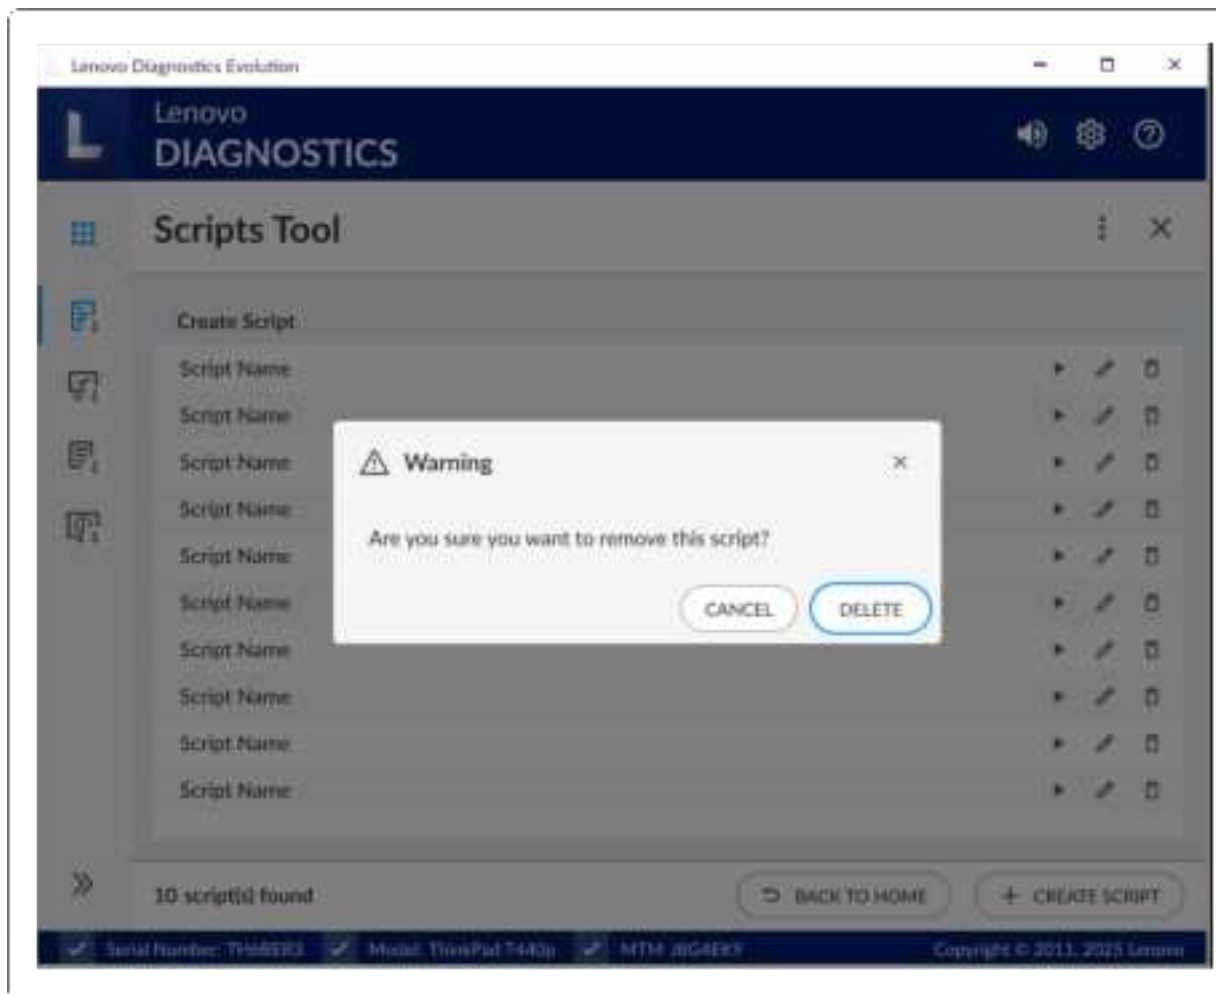 Lenovo Diagnostics Evolution
Lenovo
DIAGNOSTICS
Scripts Tool
Create Script
Script Name
Script Name
Script Name
Script Name
Script Name
Script Name
Script Name
Script Name
Script Name
Script Name
Warning
Are you sure you want to remove this script?
CANCEL DELETE
10 script(s) found BACK TO HOME CREATE SCRIPT
Serial Number: Model: ThinkPad T440p MTM Copyright © 2011, 2025 Lenovo